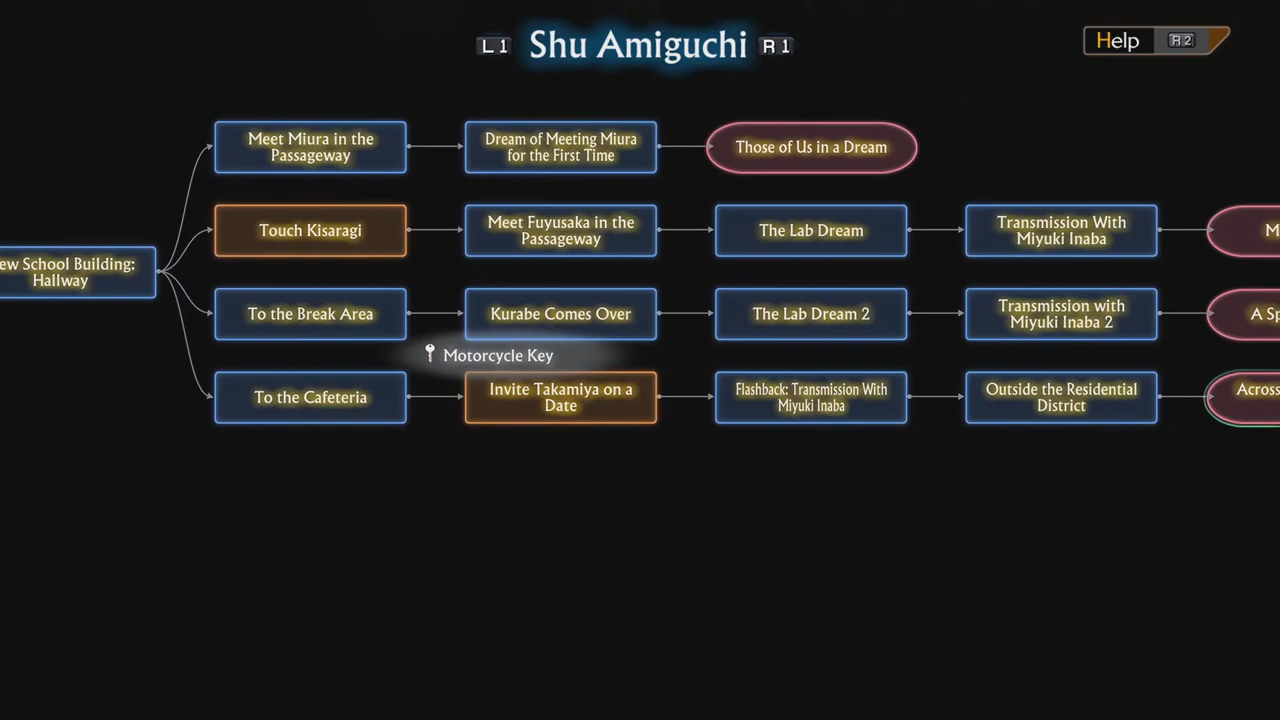 L1 Shu Amiguchi R1
Help R2
Meet Miura in the
Passageway
Dream of Meeting Miura
for the First Time
Those of Us in a Dream
Touch Kisaragi
Meet Fuyusaka in the
Passageway
The Lab Dream
Transmission With
Miyuki Inaba
M
ew School Building:
Hallway
To the Break Area
Kurabe Comes Over
The Lab Dream 2
Transmission with
Miyuki Inaba 2
A Sp
Motorcycle Key
To the Cafeteria
Invite Takamiya on a
Date
Flashback: Transmission With
Miyuki Inaba
Outside the Residential
District
Across